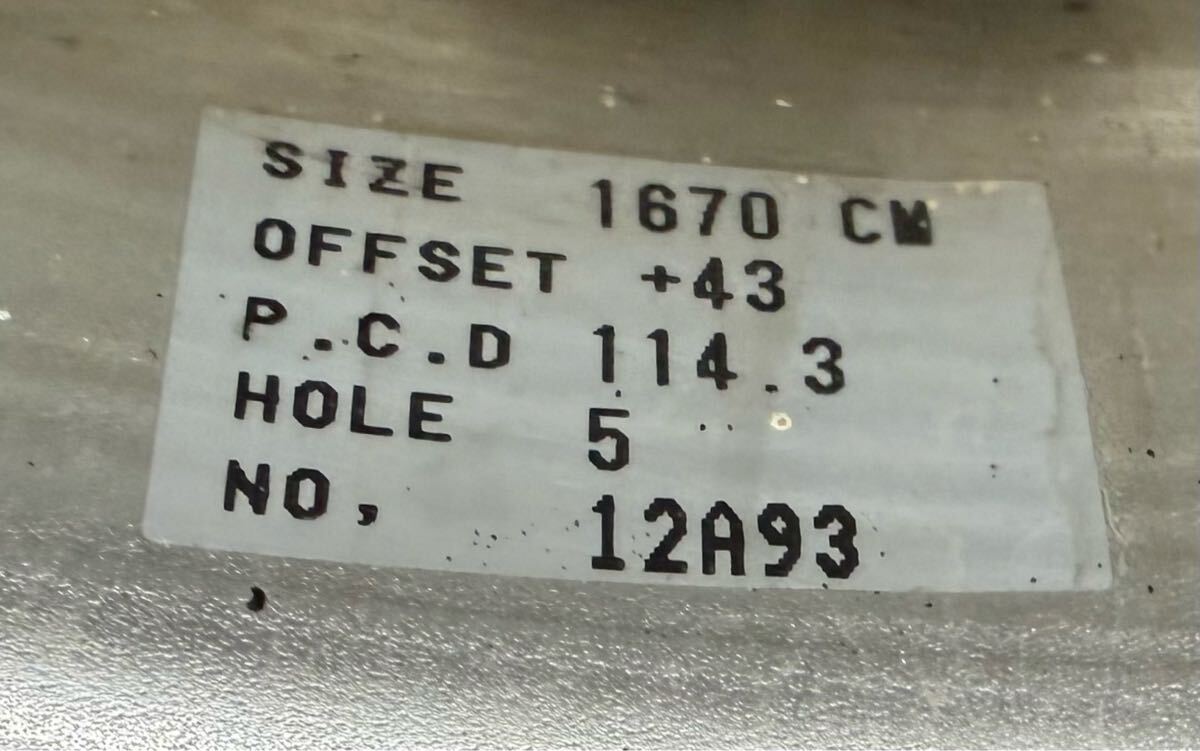 SIZE 1670 CM
OFFSET +43
P.C.D 114.3
HOLE 5
NO, 12A93